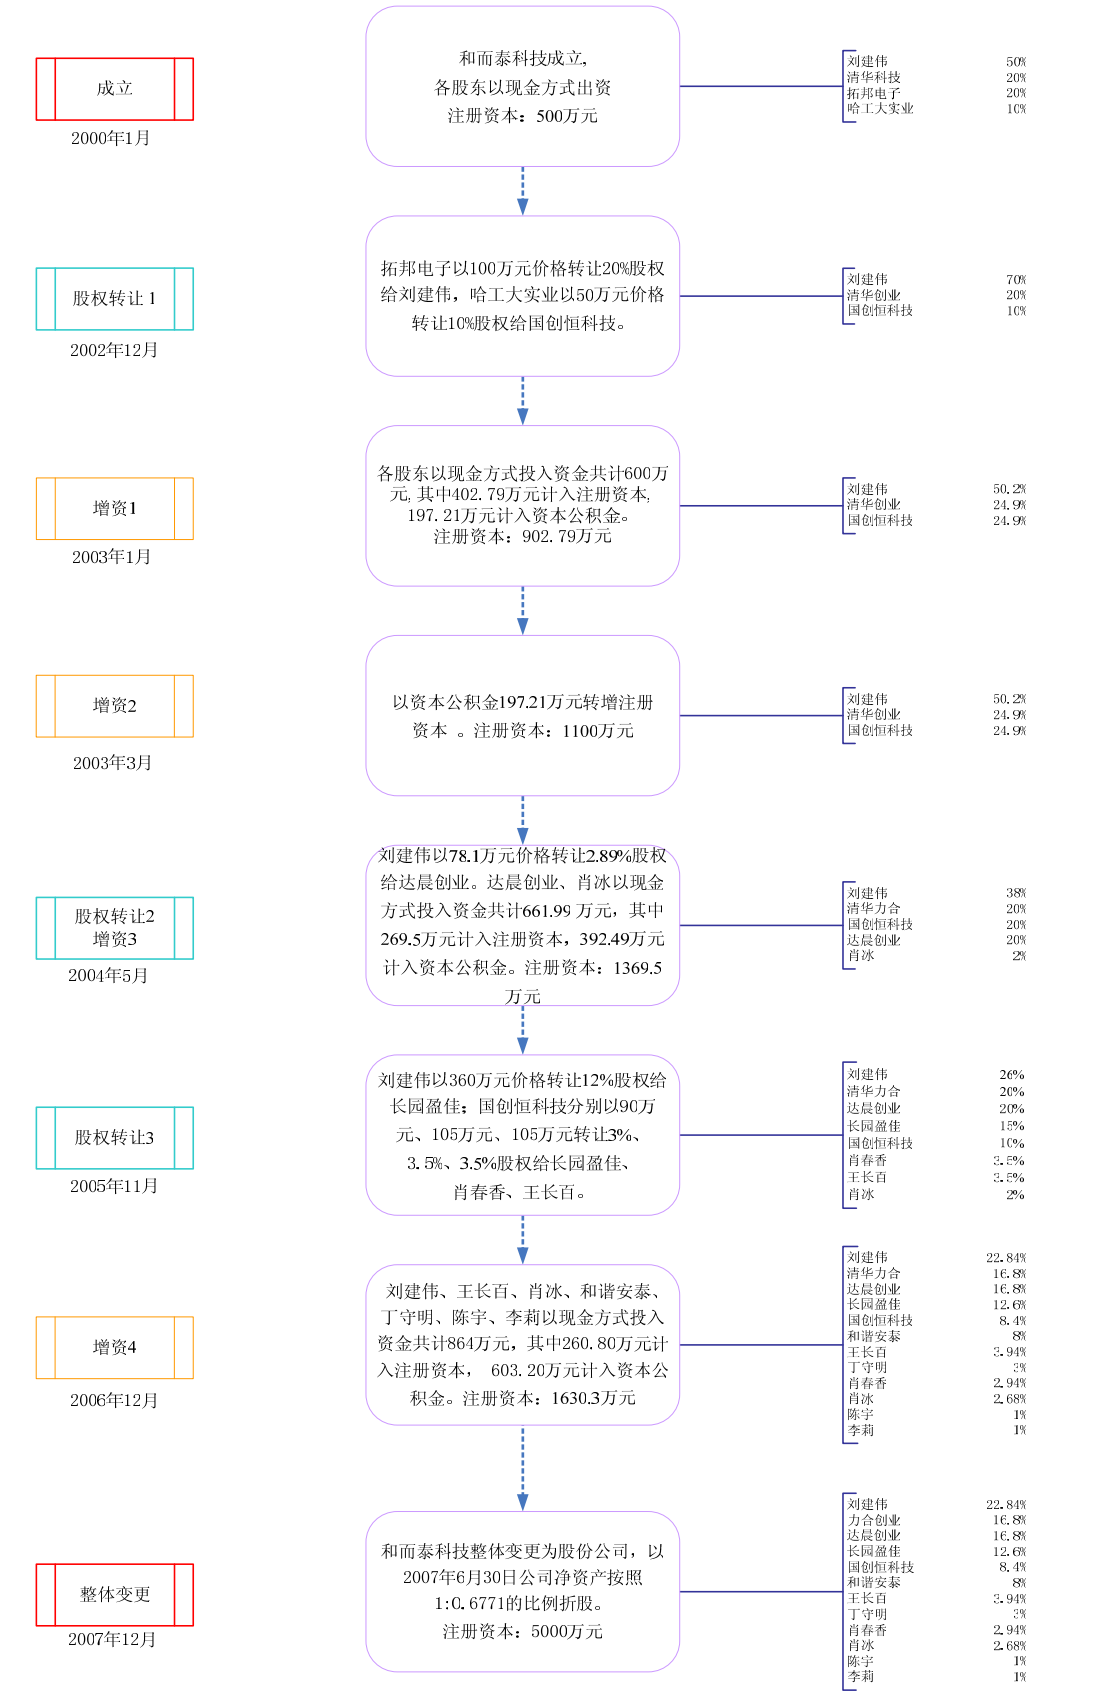 成立
2000年1月
和而泰科技成立,
各股东以现金方式出资
注册资本：500万元
刘建伟 50%
清华科技 20%
拓邦电子 20%
哈工大实业 10%
股权转让 1
2002年12月
拓邦电子以100万元价格转让20%股权
给刘建伟，哈工大实业以50万元价格
转让10%股权给国创恒科技。
刘建伟 70%
清华创业 20%
国创恒科技 10%
增资1
2003年1月
各股东以现金方式投入资金共计600万
元, 其中402.79万元计入注册资本,
197.21万元计入资本公积金。
注册资本：902.79万元
刘建伟 50.2%
清华创业 24.9%
国创恒科技 24.9%
增资2
2003年3月
以资本公积金197.21万元转增注册
资本 。注册资本：1100万元
刘建伟 50.2%
清华创业 24.9%
国创恒科技 24.9%
股权转让2
增资3
2004年5月
刘建伟以78.1万元价格转让2.89%股权
给达晨创业。达晨创业、肖冰以现金
方式投入资金共计661.99 万元，其中
269.5万元计入注册资本，392.49万元
计入资本公积金。注册资本：1369.5
万元
刘建伟 38%
清华力合 20%
国创恒科技 20%
达晨创业 20%
肖冰 2%
股权转让3
2005年11月
刘建伟以360万元价格转让12%股权给
长园盈佳；国创恒科技分别以90万
元、105万元、105万元转让3%、
3.5%、3.5%股权给长园盈佳、
肖春香、王长百。
刘建伟 26%
清华力合 20%
达晨创业 20%
长园盈佳 15%
国创恒科技 10%
肖春香 3.5%
王长百 3.5%
肖冰 2%
增资4
2006年12月
刘建伟、王长百、肖冰、和谐安泰、
丁守明、陈宇、李莉以现金方式投入
资金共计864万元，其中260.80万元计
入注册资本， 603.20万元计入资本公
积金。注册资本：1630.3万元
刘建伟 22.84%
清华力合 16.8%
达晨创业 16.8%
长园盈佳 12.6%
国创恒科技 8.4%
和谐安泰 8%
王长百 3.94%
丁守明 3%
肖春香 2.94%
肖冰 2.68%
陈宇 1%
李莉 1%
整体变更
2007年12月
和而泰科技整体变更为股份公司，以
2007年6月30日公司净资产按照
1:0.6771的比例折股。
注册资本：5000万元
刘建伟 22.84%
力合创业 16.8%
达晨创业 16.8%
长园盈佳 12.6%
国创恒科技 8.4%
和谐安泰 8%
王长百 3.94%
丁守明 3%
肖春香 2.94%
肖冰 2.68%
陈宇 1%
李莉 1%